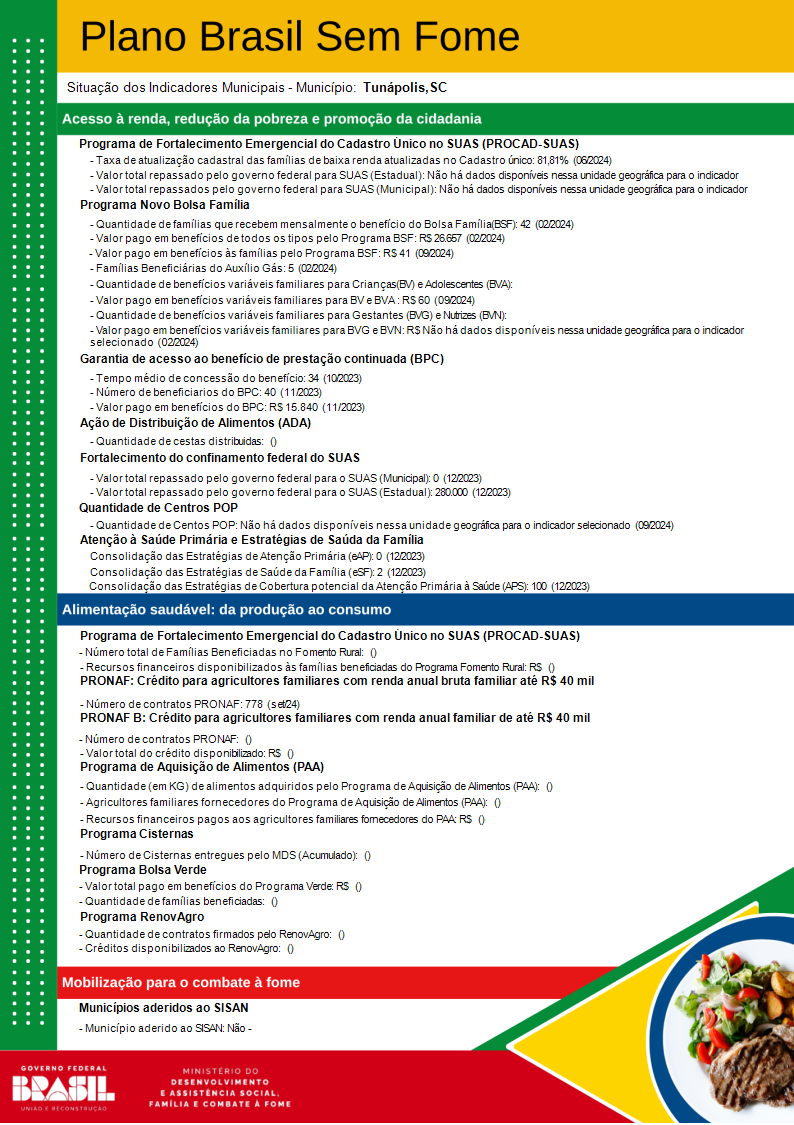 Plano Brasil Sem Fome
Situação dos Indicadores Municipais - Município: Tunápolis,SC
Acesso à renda, redução da pobreza e promoção da cidadania
Programa de Fortalecimento Emergencial do Cadastro Único no SUAS (PROCAD-SUAS)
- Taxa de atualização cadastral das famílias de baixa renda atualizadas no Cadastro único: 81,81% (06/2024)
- Valor total repassado pelo governo federal para SUAS (Estadual): Não há dados disponíveis nessa unidade geográfica para o indicador
- Valor total repassados pelo governo federal para SUAS (Municipal): Não há dados disponíveis nessa unidade geográfica para o indicador
Programa Novo Bolsa Família
- Quantidade de famílias que recebem mensalmente o benefício do Bolsa Família(BSF): 42 (02/2024)
- Valor pago em benefícios de todos os tipos pelo Programa BSF: R$ 26.657 (02/2024)
- Valor pago em benefícios às famílias pelo Programa BSF: R$ 41 (09/2024)
- Famílias Beneficiárias do Auxílio Gás: 5 (02/2024)
- Quantidade de benefícios variáveis familiares para Crianças(BV) e Adolescentes (BVA):
- Valor pago em benefícios variáveis familiares para BV e BVA : R$ 60 (09/2024)
- Quantidade de benefícios variáveis familiares para Gestantes (BVG) e Nutrizes (BVN):
- Valor pago em benefícios variáveis familiares para BVG e BVN: R$ Não há dados disponíveis nessa unidade geográfica para o indicador
selecionado (02/2024)
Garantia de acesso ao benefício de prestação continuada (BPC)
- Tempo médio de concessão do benefício: 34 (10/2023)
- Número de beneficiarios do BPC: 40 (11/2023)
- Valor pago em benefícios do BPC: R$ 15.840 (11/2023)
Ação de Distribuição de Alimentos (ADA)
- Quantidade de cestas distribuidas: ()
Fortalecimento do confinamento federal do SUAS
- Valor total repassado pelo governo federal para o SUAS (Municipal): 0 (12/2023)
- Valor total repassado pelo governo federal para o SUAS (Estadual): 280.000 (12/2023)
Quantidade de Centros POP
- Quantidade de Centos POP: Não há dados disponíveis nessa unidade geográfica para o indicador selecionado (09/2024)
Atenção à Saúde Primária e Estratégias de Saúda da Família
Consolidação das Estratégias de Atenção Primária (eAP): 0 (12/2023)
Consolidação das Estratégias de Saúde da Família (eSF): 2 (12/2023)
Consolidação das Estratégias de Cobertura potencial da Atenção Primária à Saúde (APS): 100 (12/2023)
Alimentação saudável: da produção ao consumo
Programa de Fortalecimento Emergencial do Cadastro Único no SUAS (PROCAD-SUAS)
- Número total de Famílias Beneficiadas no Fomento Rural: ()
- Recursos financeiros disponibilizados às famílias beneficiadas do Programa Fomento Rural: R$ ()
PRONAF: Crédito para agricultores familiares com renda anual bruta familiar até R$ 40 mil
- Número de contratos PRONAF: 778 (set/24)
PRONAF B: Crédito para agricultores familiares com renda anual familiar de até R$ 40 mil
- Número de contratos PRONAF: ()
- Valor total do crédito disponibilizado: R$ ()
Programa de Aquisição de Alimentos (PAA)
- Quantidade (em KG) de alimentos adquiridos pelo Programa de Aquisição de Alimentos (PAA): ()
- Agricultores familiares fornecedores do Programa de Aquisição de Alimentos (PAA): ()
- Recursos financeiros pagos aos agricultores familiares fornecedores do PAA: R$ ()
Programa Cisternas
- Número de Cisternas entregues pelo MDS (Acumulado): ()
Programa Bolsa Verde
- Valor total pago em benefícios do Programa Verde: R$ ()
- Quantidade de famílias beneficiadas: ()
Programa RenovAgro
- Quantidade de contratos firmados pelo RenovAgro: ()
- Créditos disponibilizados ao RenovAgro: ()
Mobilização para o combate à fome
Municípios aderidos ao SISAN
- Município aderido ao SISAN: Não -
GOVERNO FEDERAL
BRASIL
UNIÃO E RECONSTRUÇÃO
MINISTÉRIO DO
DESENVOLVIMENTO
E ASSISTÊNCIA SOCIAL,
FAMÍLIA E COMBATE À FOME